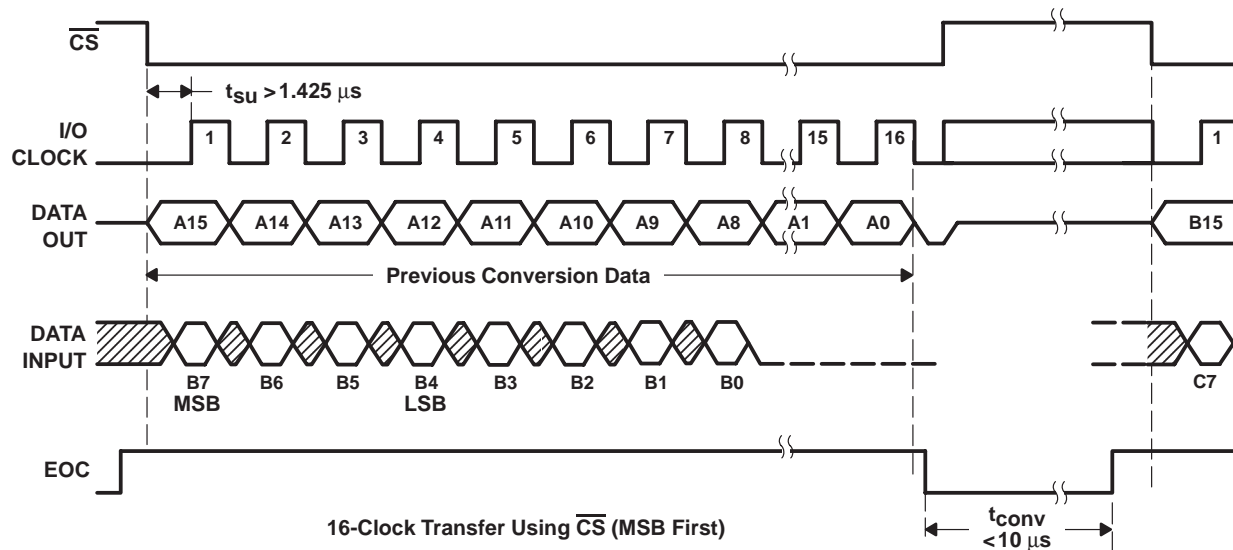 CS
tsu > 1.425 μs
I/O
CLOCK
1 2 3 4 5 6 7 8 15 16 1
DATA
OUT
A15 A14 A13 A12 A11 A10 A9 A8 A1 A0 B15
Previous Conversion Data
DATA
INPUT
B7 B6 B5 B4 B3 B2 B1 B0 C7
MSB LSB
EOC
16-Clock Transfer Using CS (MSB First)
tconv
<10 μs